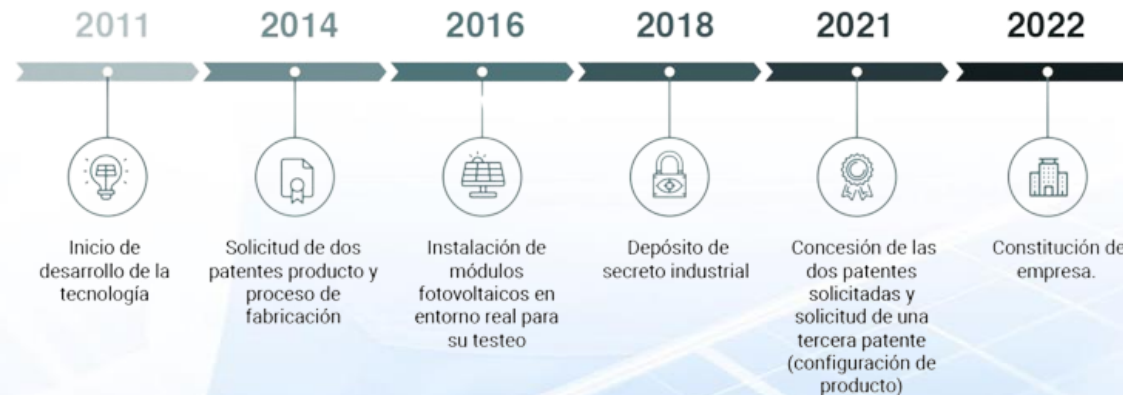 2011
2014
2016
2018
2021
2022
Inicio de
desarrollo de la
tecnología
Solicitud de dos
patentes producto y
proceso de
fabricación
Instalación de
módulos
fotovoltaicos en
entorno real para
su testeo
Depósito de
secreto industrial
Concesión de las
dos patentes
solicitadas y
solicitud de una
tercera patente
(configuración de
producto)
Constitución de
empresa.